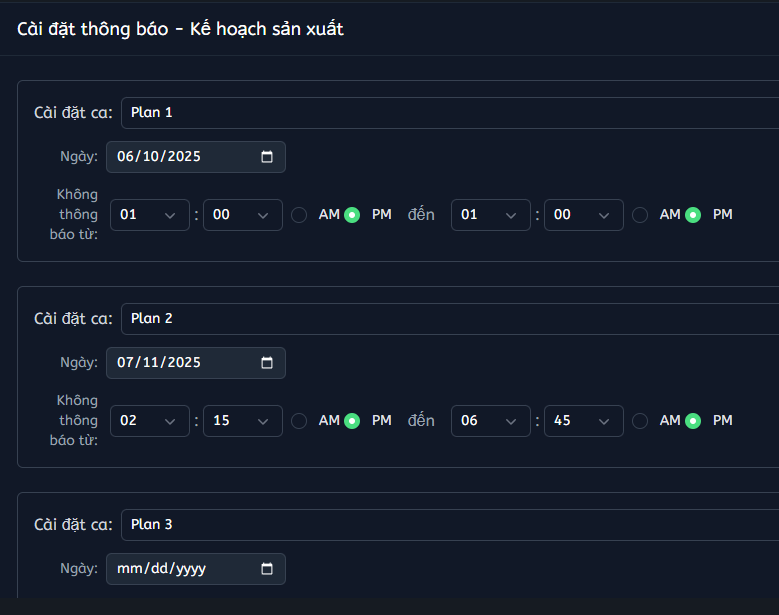 Cài đặt thông báo - Kế hoạch sản xuất
Cài đặt ca: Plan 1
Ngày: 06/10/2025
Không thông báo từ: 01 : 00 AM PM đến 01 : 00 AM PM
Cài đặt ca: Plan 2
Ngày: 07/11/2025
Không thông báo từ: 02 : 15 AM PM đến 06 : 45 AM PM
Cài đặt ca: Plan 3
Ngày: mm/dd/yyyy